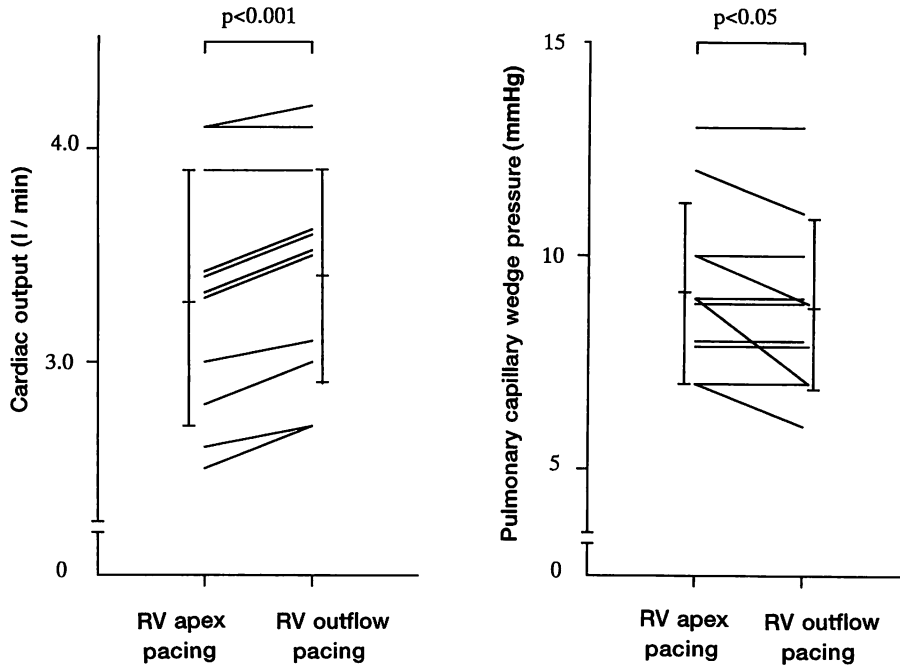 p<0.001
Cardiac output (l / min)
4.0
3.0
0
RV apex
pacing
RV outflow
pacing
p<0.05
Pulmonary capillary wedge pressure (mmHg)
15
10
5
0
RV apex
pacing
RV outflow
pacing